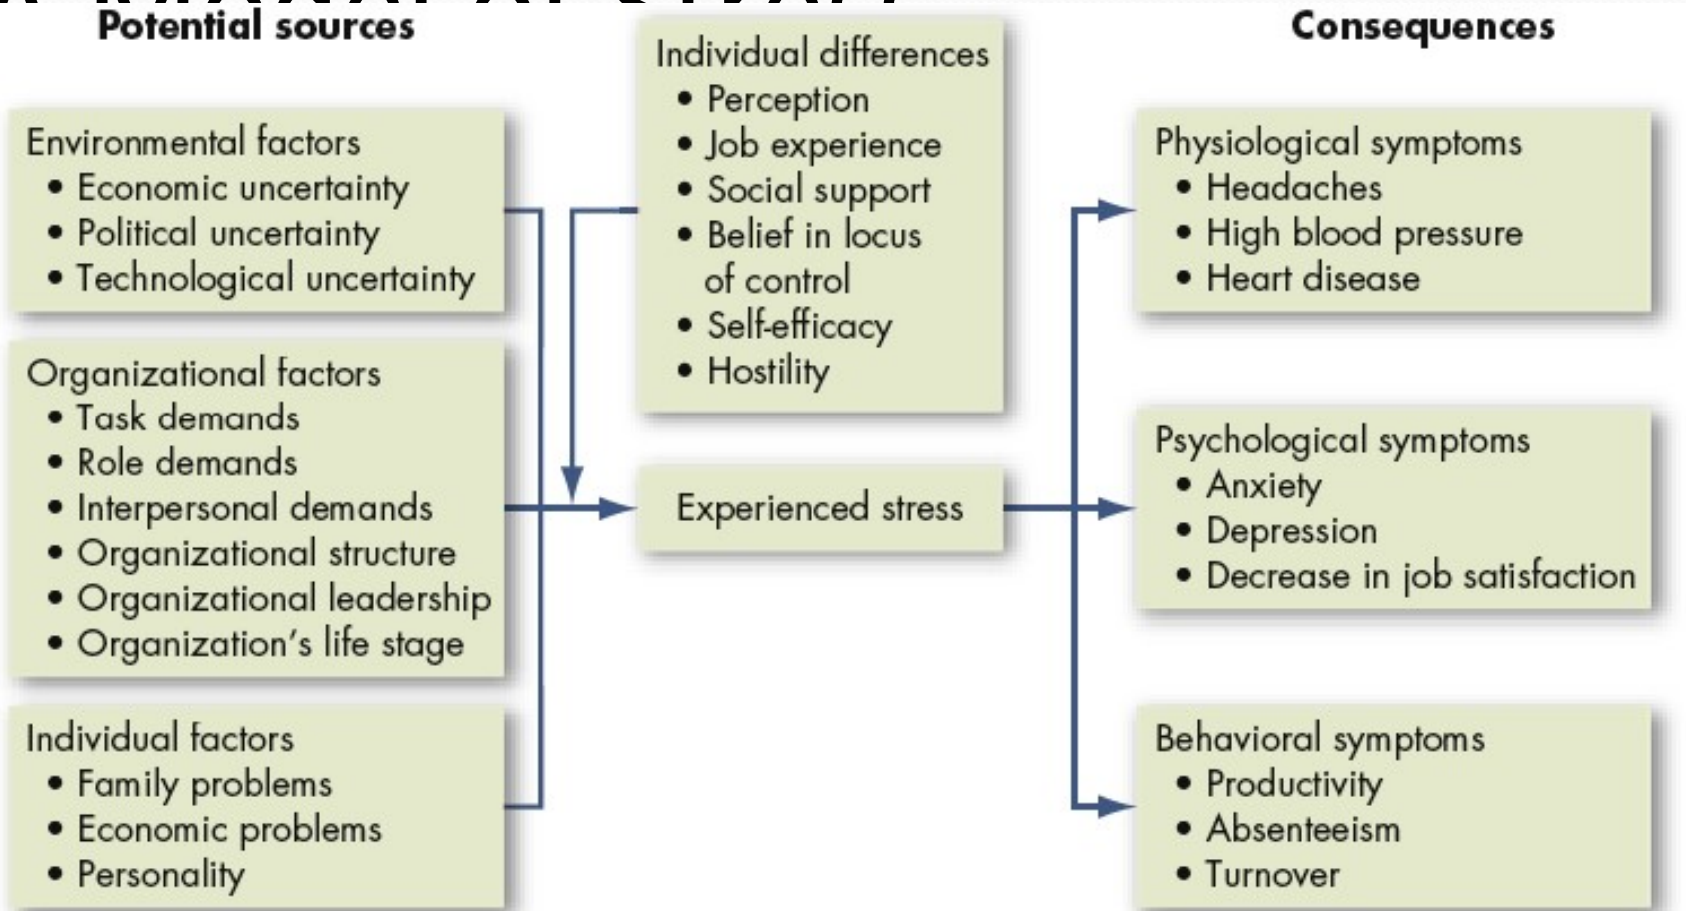 Potential sources
Environmental factors
• Economic uncertainty
• Political uncertainty
• Technological uncertainty
Organizational factors
• Task demands
• Role demands
• Interpersonal demands
• Organizational structure
• Organizational leadership
• Organization's life stage
Individual factors
• Family problems
• Economic problems
• Personality
Individual differences
• Perception
• Job experience
• Social support
• Belief in locus
of control
• Self-efficacy
• Hostility
Experienced stress
Consequences
Physiological symptoms
• Headaches
• High blood pressure
• Heart disease
Psychological symptoms
• Anxiety
• Depression
• Decrease in job satisfaction
Behavioral symptoms
• Productivity
• Absenteeism
• Turnover